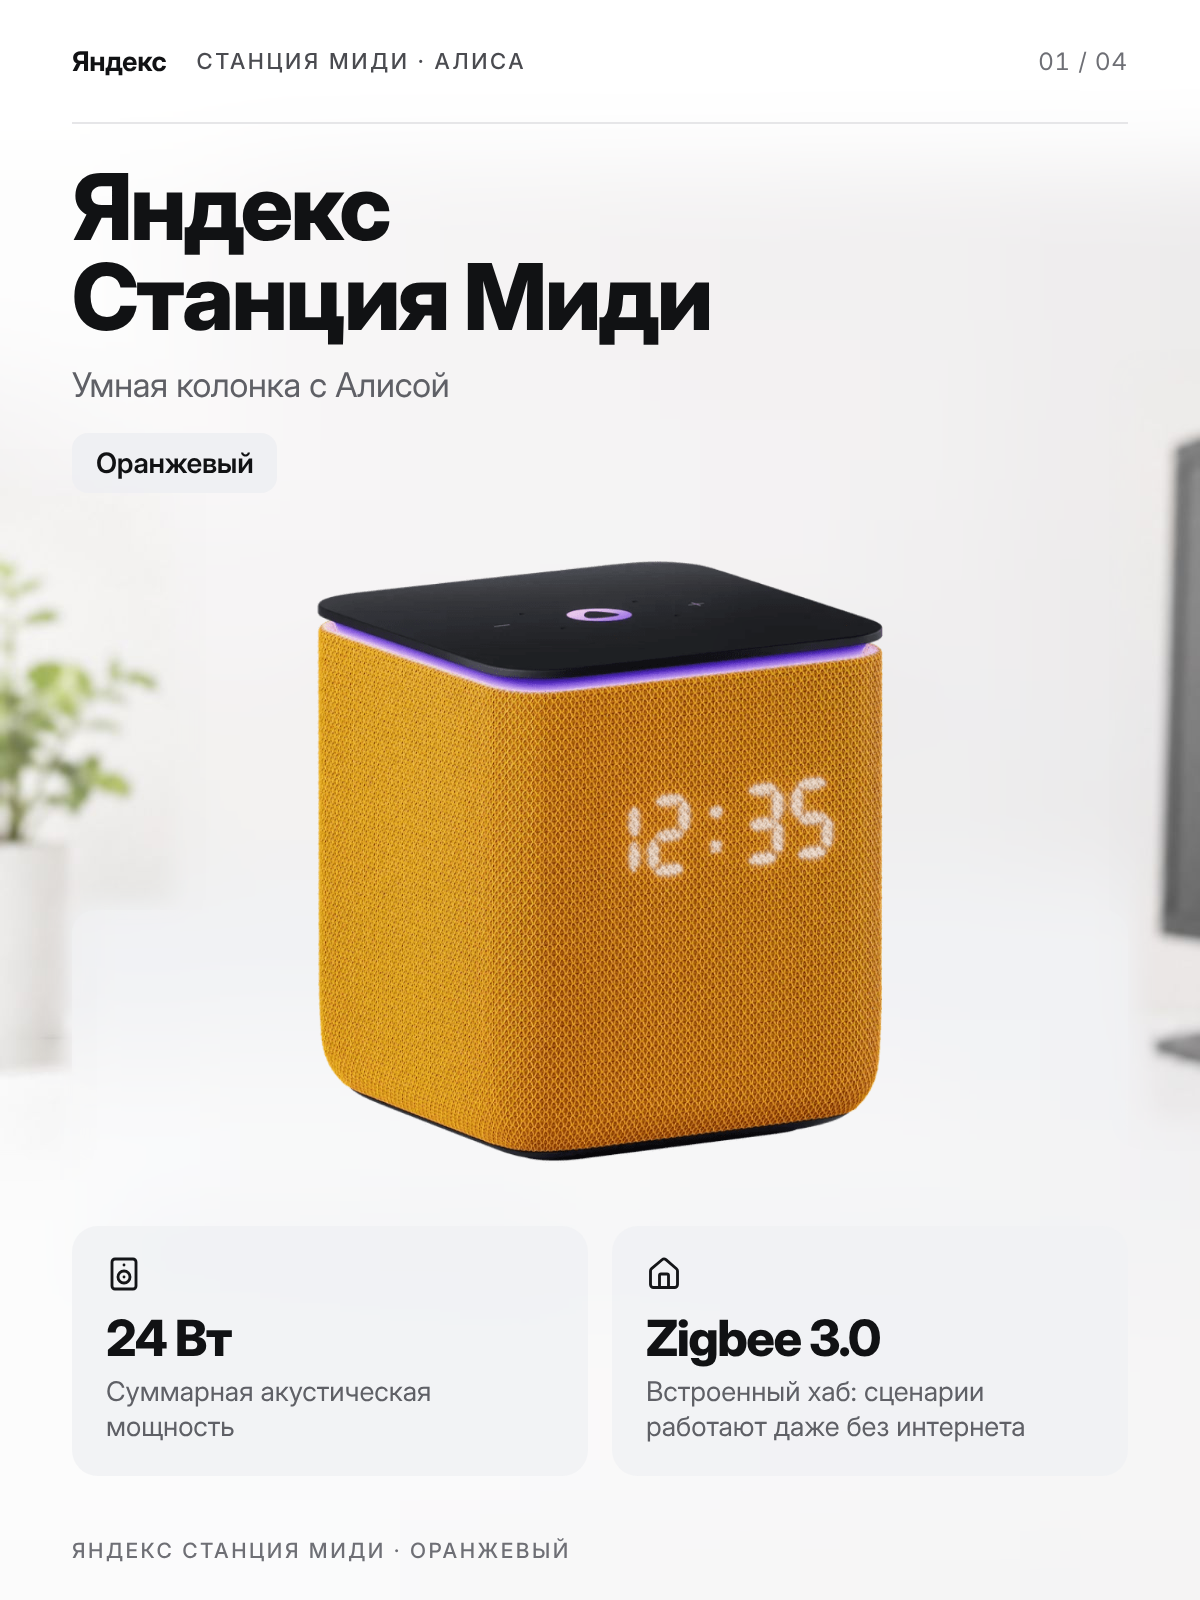 Яндекс СТАНЦИЯ МИДИ · АЛИСА 01 / 04
Яндекс
Станция Миди
Умная колонка с Алисой
Оранжевый
12:35
24 Вт
Суммарная акустическая
мощность
Zigbee 3.0
Встроенный хаб: сценарии
работают даже без интернета
ЯНДЕКС СТАНЦИЯ МИДИ · ОРАНЖЕВЫЙ